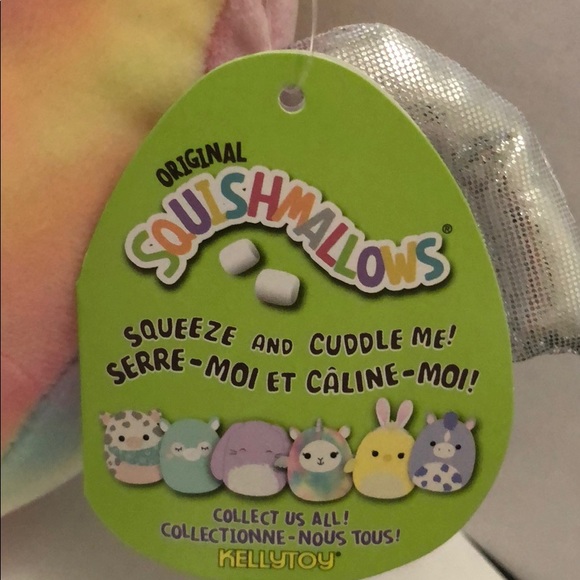 ORIGINAL
SQUISHMALLOWS®
SQUEEZE AND CUDDLE ME!
SERRE-MOI ET CÂLINE-MOI!
COLLECT US ALL!
COLLECTIONNE-NOUS TOUS!
KELLYTOY®